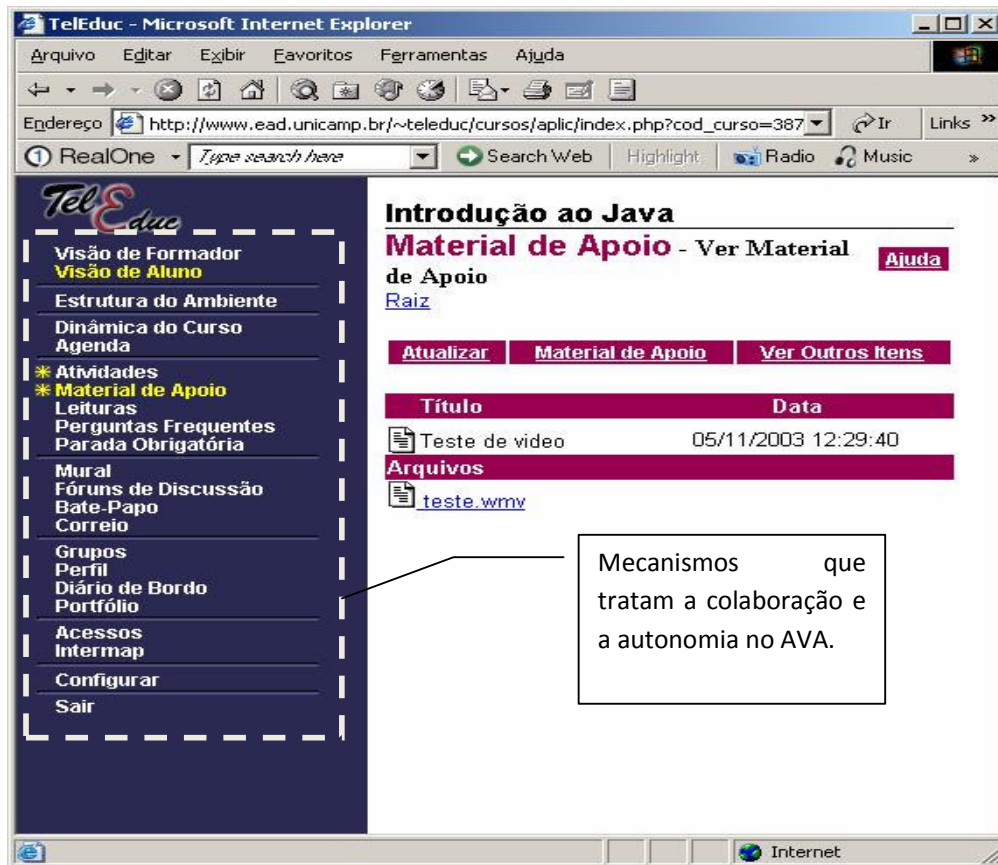 TelEduc - Microsoft Internet Explorer
Arquivo Editar Exibir Favoritos Ferramentas Ajuda
Endereço http://www.ead.unicamp.br/~teleduc/cursos/aplic/index.php?cod_curso=387 Ir Links »
RealOne Type search here Search Web Highlight Radio Music »
TelEduc
Visão de Formador
Visão de Aluno
Estrutura do Ambiente
Dinâmica do Curso
Agenda
Atividades
Material de Apoio
Leituras
Perguntas Frequentes
Parada Obrigatória
Mural
Fóruns de Discussão
Bate-Papo
Correio
Grupos
Perfil
Diário de Bordo
Portfólio
Acessos
Intermap
Configurar
Sair
Introdução ao Java
Material de Apoio - Ver Material
de Apoio
Ajuda
Raiz
Atualizar Material de Apoio Ver Outros Itens
Título Data
Teste de video 05/11/2003 12:29:40
Arquivos
teste.wmv
Mecanismos que
tratam a colaboração e
a autonomia no AVA.
Internet